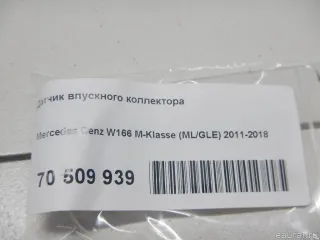 Датчик впускного коллектора
Mercedes Benz W166 M-Klasse (ML/GLE) 2011-2018
70 509 939